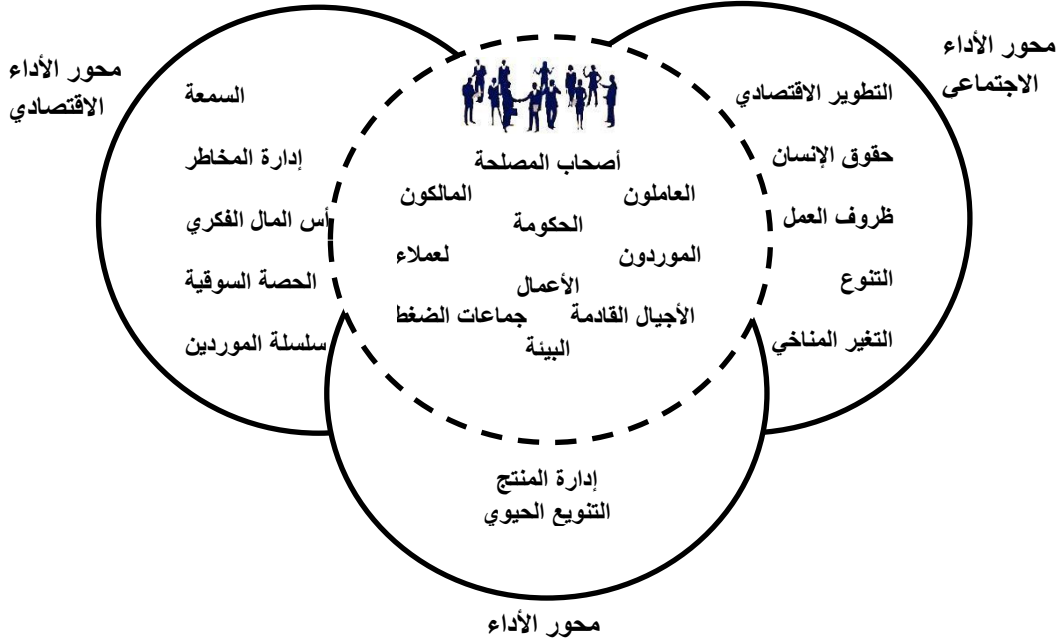 محور الأداء
الاجتماعى
التطوير الاقتصادي
حقوق الإنسان
ظروف العمل
التنوع
التغير المناخي
أصحاب المصلحة
العاملون
المالكون
الحكومة
الموردون
لعملاء
الأعمال
الأجيال القادمة
جماعات الضغط
البيئة
محور الأداء
الاقتصادي
السمعة
إدارة المخاطر
أس المال الفكري
الحصة السوقية
سلسلة الموردين
إدارة المنتج
التنويع الحيوي
محور الأداء